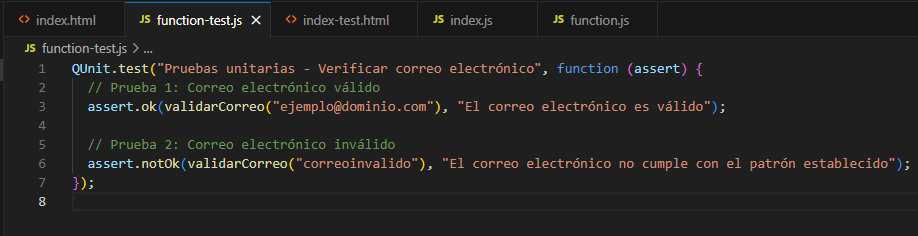 index.html JS function-test.js index-test.html JS index.js JS function.js
JS function-test.js > ...
1 QUnit.test("Pruebas unitarias - Verificar correo electrónico", function (assert) {
2 // Prueba 1: Correo electrónico válido
3 assert.ok(validarCorreo("ejemplo@dominio.com"), "El correo electrónico es válido");
4
5 // Prueba 2: Correo electrónico inválido
6 assert.notOk(validarCorreo("correoinvalido"), "El correo electrónico no cumple con el patrón establecido");
7 });
8